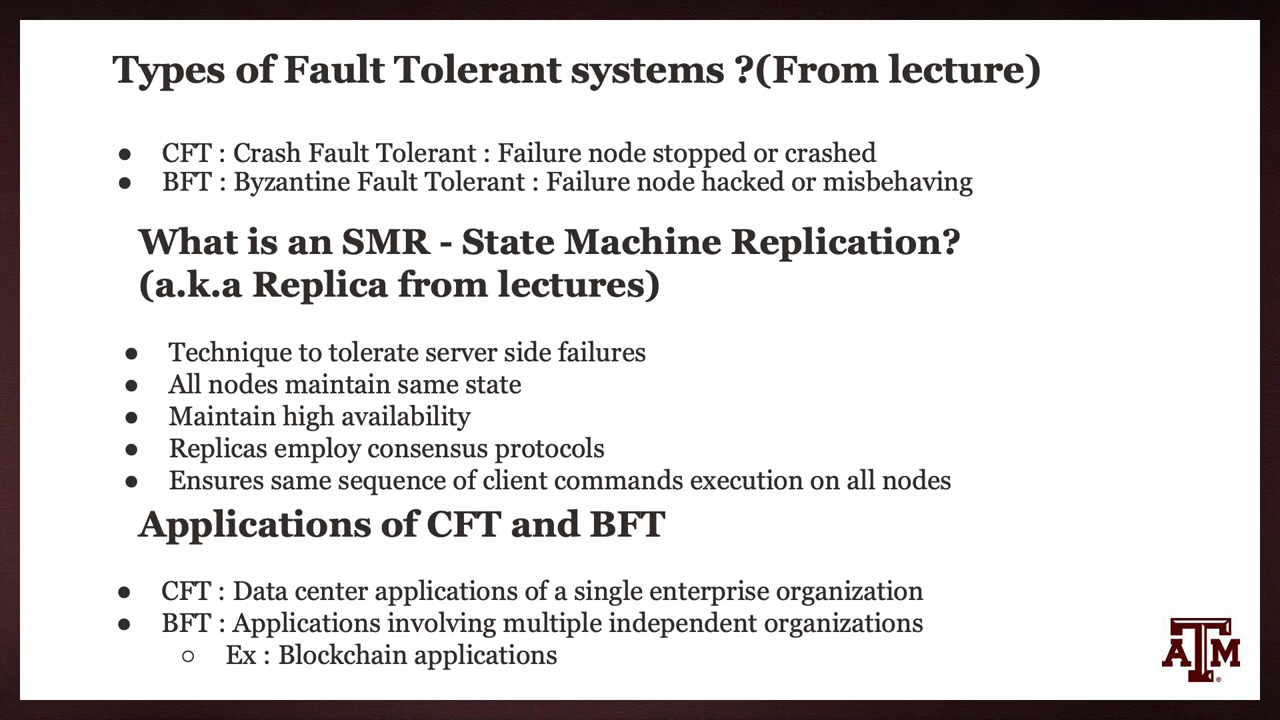 Types of Fault Tolerant systems ?(From lecture)
● CFT : Crash Fault Tolerant : Failure node stopped or crashed
● BFT : Byzantine Fault Tolerant : Failure node hacked or misbehaving
What is an SMR - State Machine Replication?
(a.k.a Replica from lectures)
● Technique to tolerate server side failures
● All nodes maintain same state
● Maintain high availability
● Replicas employ consensus protocols
● Ensures same sequence of client commands execution on all nodes
Applications of CFT and BFT
● CFT : Data center applications of a single enterprise organization
● BFT : Applications involving multiple independent organizations
○ Ex : Blockchain applications
ATM ®